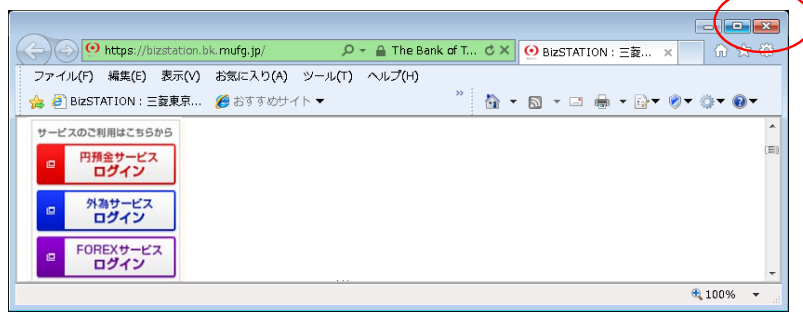 https://bizstation.bk.mufg.jp/ The Bank of T... BizSTATION : 三菱...
ファイル(F) 編集(E) 表示(V) お気に入り(A) ツール(T) ヘルプ(H)
BizSTATION : 三菱東京... おすすめサイト
サービスのご利用はこちらから
円預金サービス
ログイン
外為サービス
ログイン
FOREXサービス
ログイン
100%